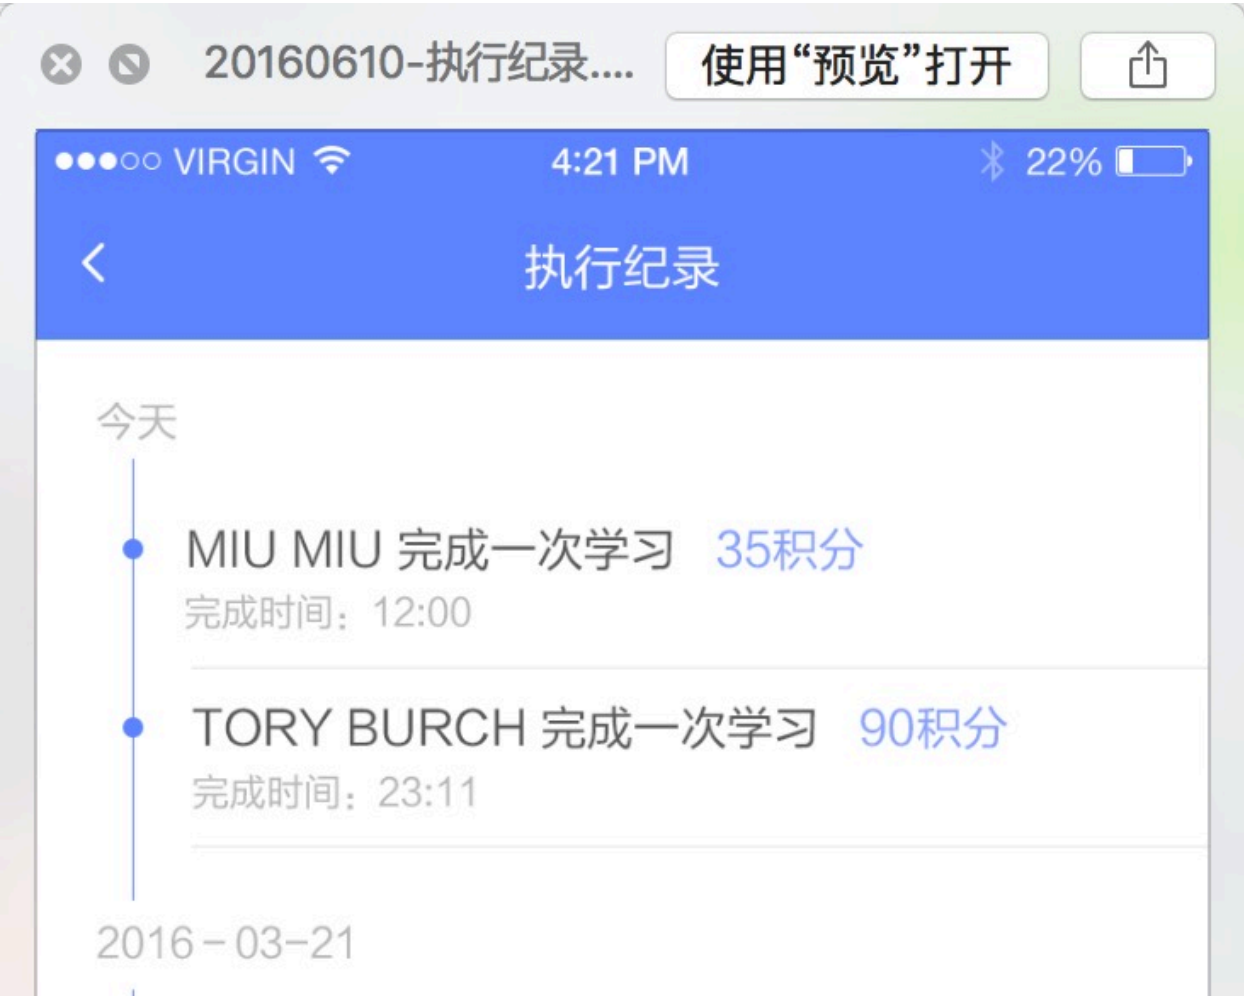 20160610-执行纪录.... 使用“预览”打开
VIRGIN 4:21 PM 22%
执行纪录
今天
MIU MIU 完成一次学习 35积分
完成时间：12:00
TORY BURCH 完成一次学习 90积分
完成时间：23:11
2016-03-21